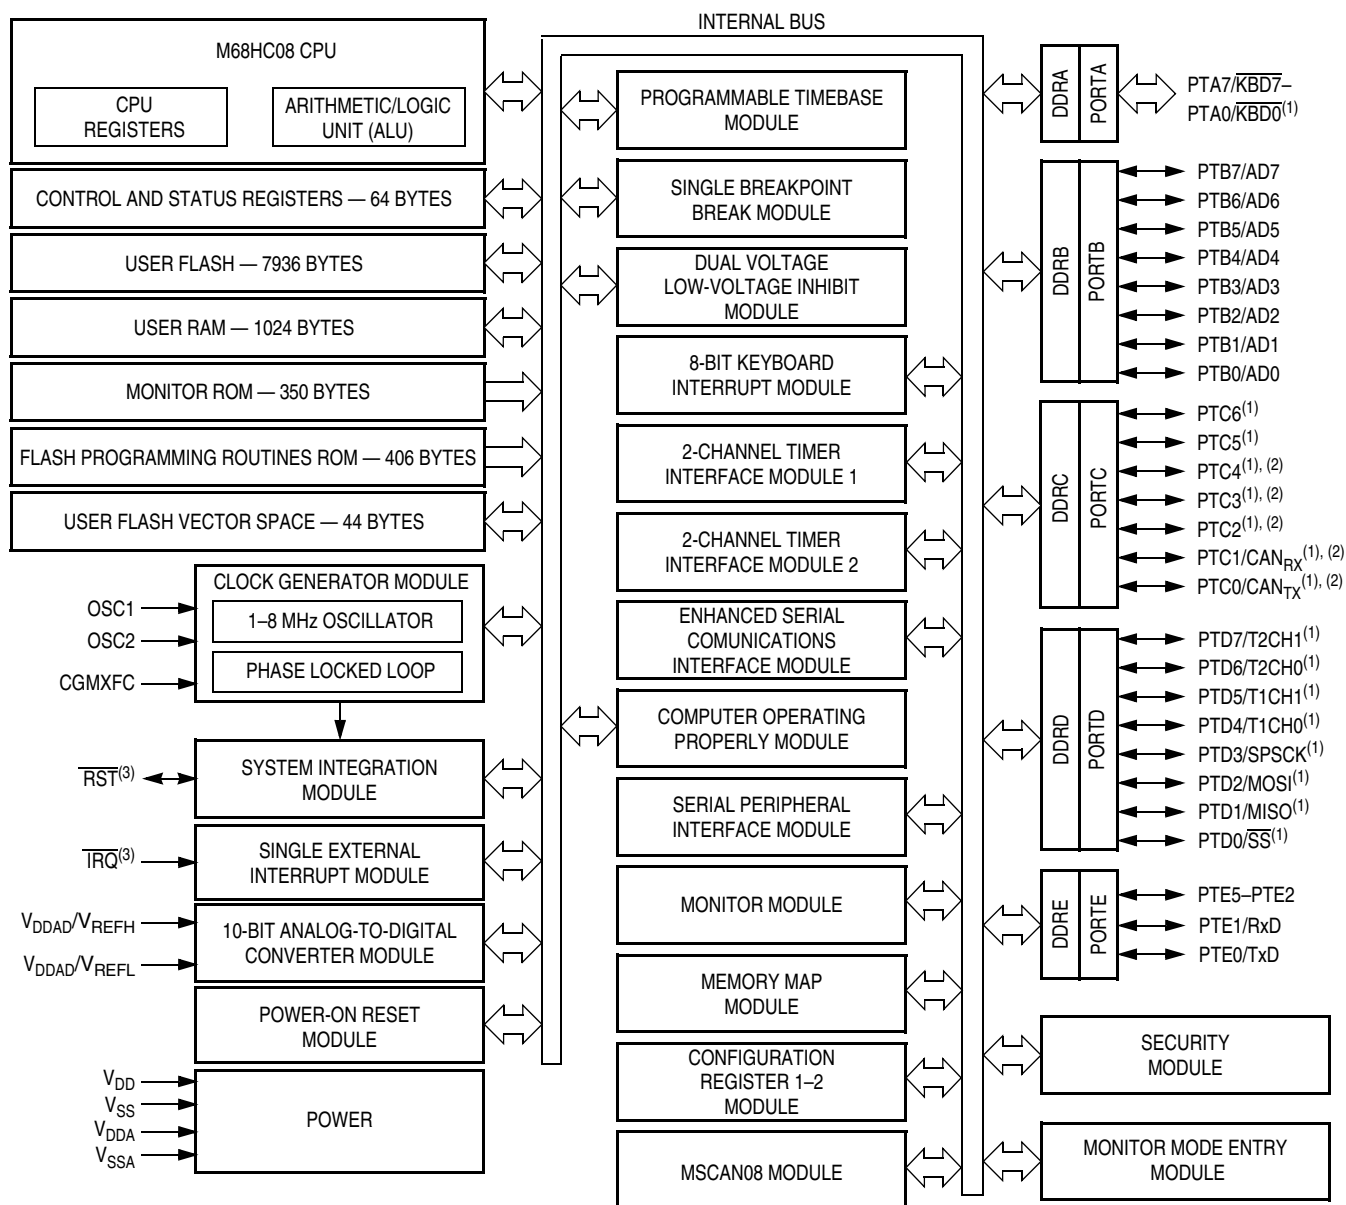 INTERNAL BUS
M68HC08 CPU
CPU
REGISTERS
ARITHMETIC/LOGIC
UNIT (ALU)
CONTROL AND STATUS REGISTERS — 64 BYTES
USER FLASH — 7936 BYTES
USER RAM — 1024 BYTES
MONITOR ROM — 350 BYTES
FLASH PROGRAMMING ROUTINES ROM — 406 BYTES
USER FLASH VECTOR SPACE — 44 BYTES
CLOCK GENERATOR MODULE
1–8 MHz OSCILLATOR
PHASE LOCKED LOOP
OSC1
OSC2
CGMXFC
SYSTEM INTEGRATION
MODULE
RST(3)
SINGLE EXTERNAL
INTERRUPT MODULE
IRQ(3)
10-BIT ANALOG-TO-DIGITAL
CONVERTER MODULE
VDDAD/VREFH
VDDAD/VREFL
POWER-ON RESET
MODULE
POWER
VDD
VSS
VDDA
VSSA
PROGRAMMABLE TIMEBASE
MODULE
SINGLE BREAKPOINT
BREAK MODULE
DUAL VOLTAGE
LOW-VOLTAGE INHIBIT
MODULE
8-BIT KEYBOARD
INTERRUPT MODULE
2-CHANNEL TIMER
INTERFACE MODULE 1
2-CHANNEL TIMER
INTERFACE MODULE 2
ENHANCED SERIAL
COMUNICATIONS
INTERFACE MODULE
COMPUTER OPERATING
PROPERLY MODULE
SERIAL PERIPHERAL
INTERFACE MODULE
MONITOR MODULE
MEMORY MAP
MODULE
CONFIGURATION
REGISTER 1–2
MODULE
MSCAN08 MODULE
DDRA
PORTA
PTA7/KBD7–
PTA0/KBD0(1)
DDRB
PORTB
PTB7/AD7
PTB6/AD6
PTB5/AD5
PTB4/AD4
PTB3/AD3
PTB2/AD2
PTB1/AD1
PTB0/AD0
DDRC
PORTC
PTC6(1)
PTC5(1)
PTC4(1), (2)
PTC3(1), (2)
PTC2(1), (2)
PTC1/CANRX(1), (2)
PTC0/CANTX(1), (2)
DDRD
PORTD
PTD7/T2CH1(1)
PTD6/T2CH0(1)
PTD5/T1CH1(1)
PTD4/T1CH0(1)
PTD3/SPSCK(1)
PTD2/MOSI(1)
PTD1/MISO(1)
PTD0/SS(1)
DDRE
PORTE
PTE5–PTE2
PTE1/RxD
PTE0/TxD
SECURITY
MODULE
MONITOR MODE ENTRY
MODULE